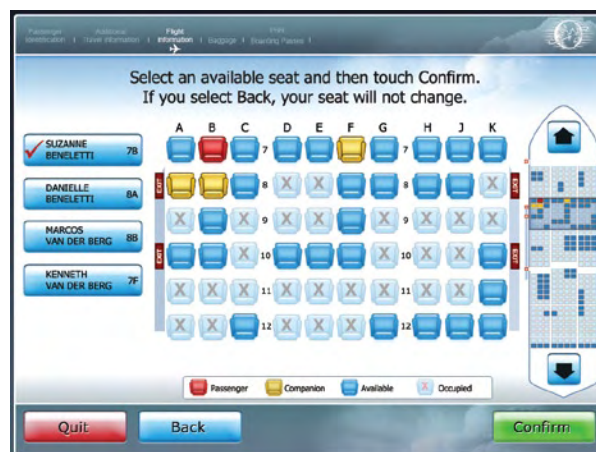 Passenger Identification | Additional Travel Information | Flight Information | Baggage | Print Boarding Passes |
Select an available seat and then touch Confirm.
If you select Back, your seat will not change.
A B C D E F G H J K
SUZANNE
BENELETTI 7B
DANIELLE
BENELETTI 8A
MARCOS
VAN DER BERG 8B
KENNETH
VAN DER BERG 7F
7 7
EXIT X X 8 8 X EXIT
X X 9 X X X 9 X X X
EXIT X 10 X 10 X X EXIT
X X X 11 X X X X 11 X X
X X 12 X X X 12
Passenger Companion Available X Occupied
Quit Back Confirm